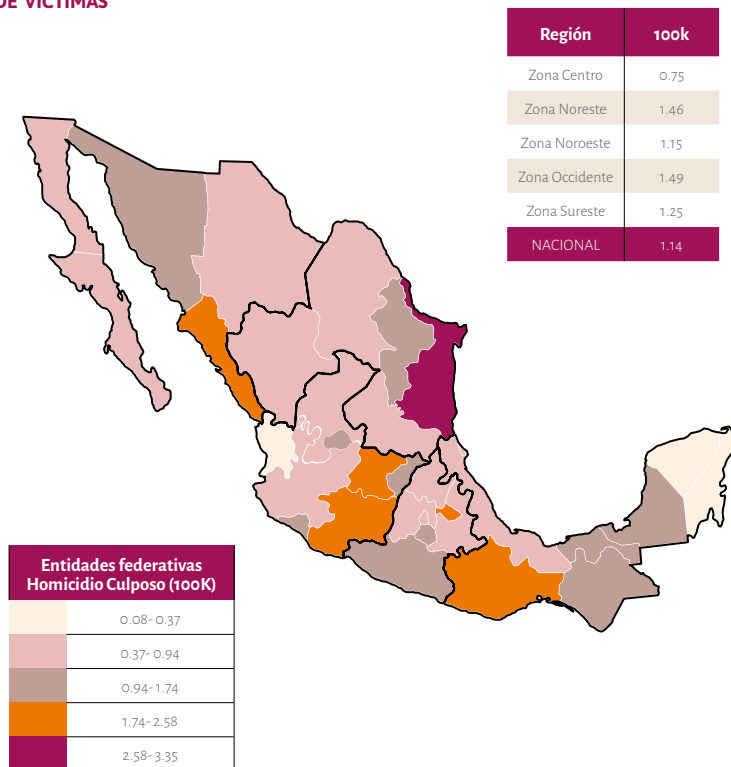 DE VÍCTIMAS
Región 100k
Zona Centro 0.75
Zona Noreste 1.46
Zona Noroeste 1.15
Zona Occidente 1.49
Zona Sureste 1.25
NACIONAL 1.14
Entidades federativas
Homicidio Culposo (100K)
0.08-0.37
0.37-0.94
0.94-1.74
1.74-2.58
2.58-3.35